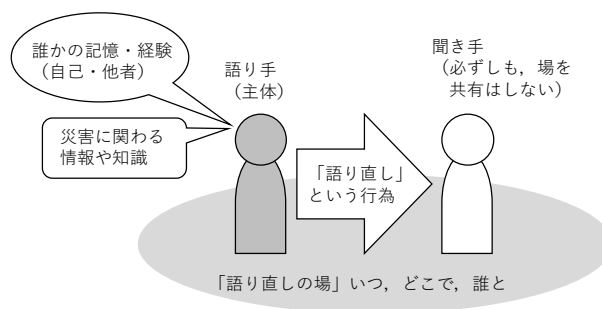 誰かの記憶・経験
（自己・他者）
災害に関わる
情報や知識
語り手
（主体）
「語り直し」
という行為
聞き手
（必ずしも，場を
共有はしない）
「語り直しの場」いつ，どこで，誰と